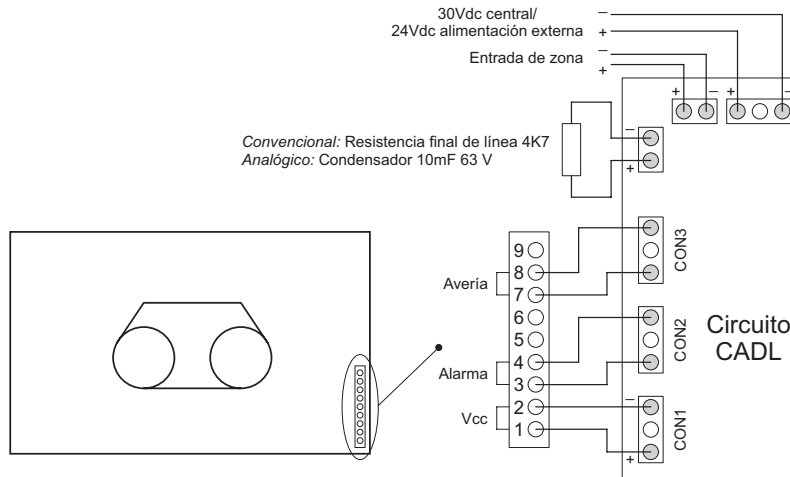 30Vdc central/
24Vdc alimentación externa
–
+
Entrada de zona
–
+
+ –
+ –
Convencional: Resistencia final de línea 4K7
Analógico: Condensador 10mF 63 V
–
+
9
8
7
6
5
4
3
2
1
Avería
Alarma
Vcc
CON3
CON2
CON1
–
+
Circuito
CADL